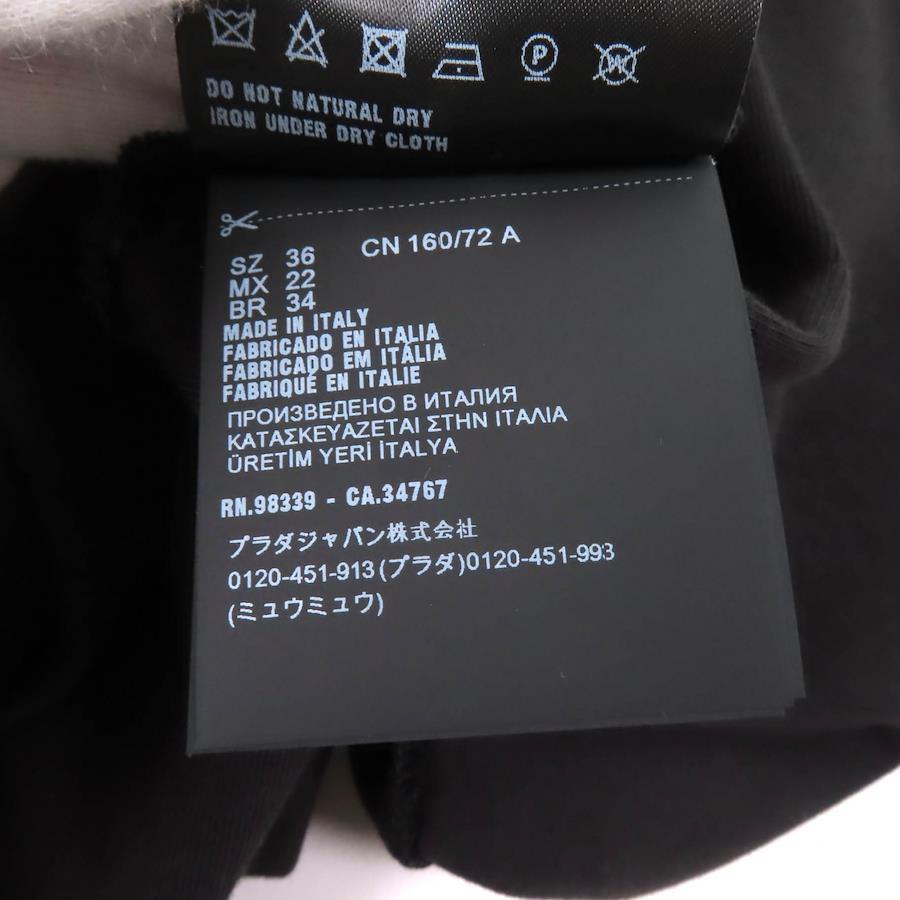 P
W
DO NOT NATURAL DRY
IRON UNDER DRY CLOTH
SZ 36 CN 160/72 A
MX 22
BR 34
MADE IN ITALY
FABRICADO EN ITALIA
FABRICADO EM ITÁLIA
FABRIQUÉ EN ITALIE
ПРОИЗВЕДЕНО В ИТАЛИЯ
ΚΑΤΑΣΚΕΥΑΖΕΤΑΙ ΣΤΗΝ ΙΤΑΛΙΑ
ÜRETİM YERİ İTALYA
RN.98339 - CA.34767
プラダジャパン株式会社
0120-451-913(プラダ)0120-451-993
(ミュウミュウ)